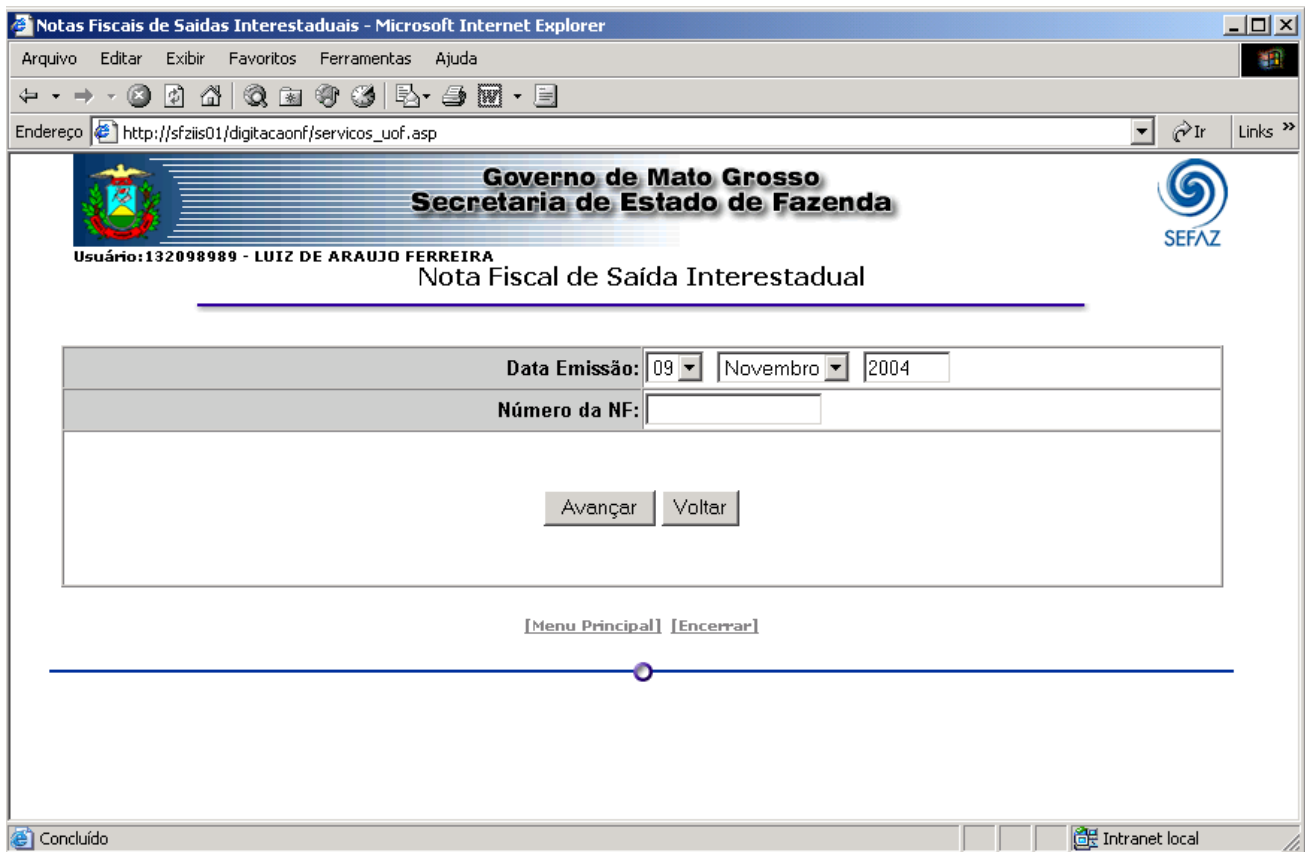 Notas Fiscais de Saidas Interestaduais - Microsoft Internet Explorer
Arquivo Editar Exibir Favoritos Ferramentas Ajuda
Endereço http://sfziis01/digitacaonf/servicos_uof.asp Ir Links »
Governo de Mato Grosso
Secretaria de Estado de Fazenda
SEFAZ
Usuário:132098989 - LUIZ DE ARAUJO FERREIRA
Nota Fiscal de Saída Interestadual
Data Emissão: 09 Novembro 2004
Número da NF:
Avançar Voltar
[Menu Principal] [Encerrar]
Concluído Intranet local